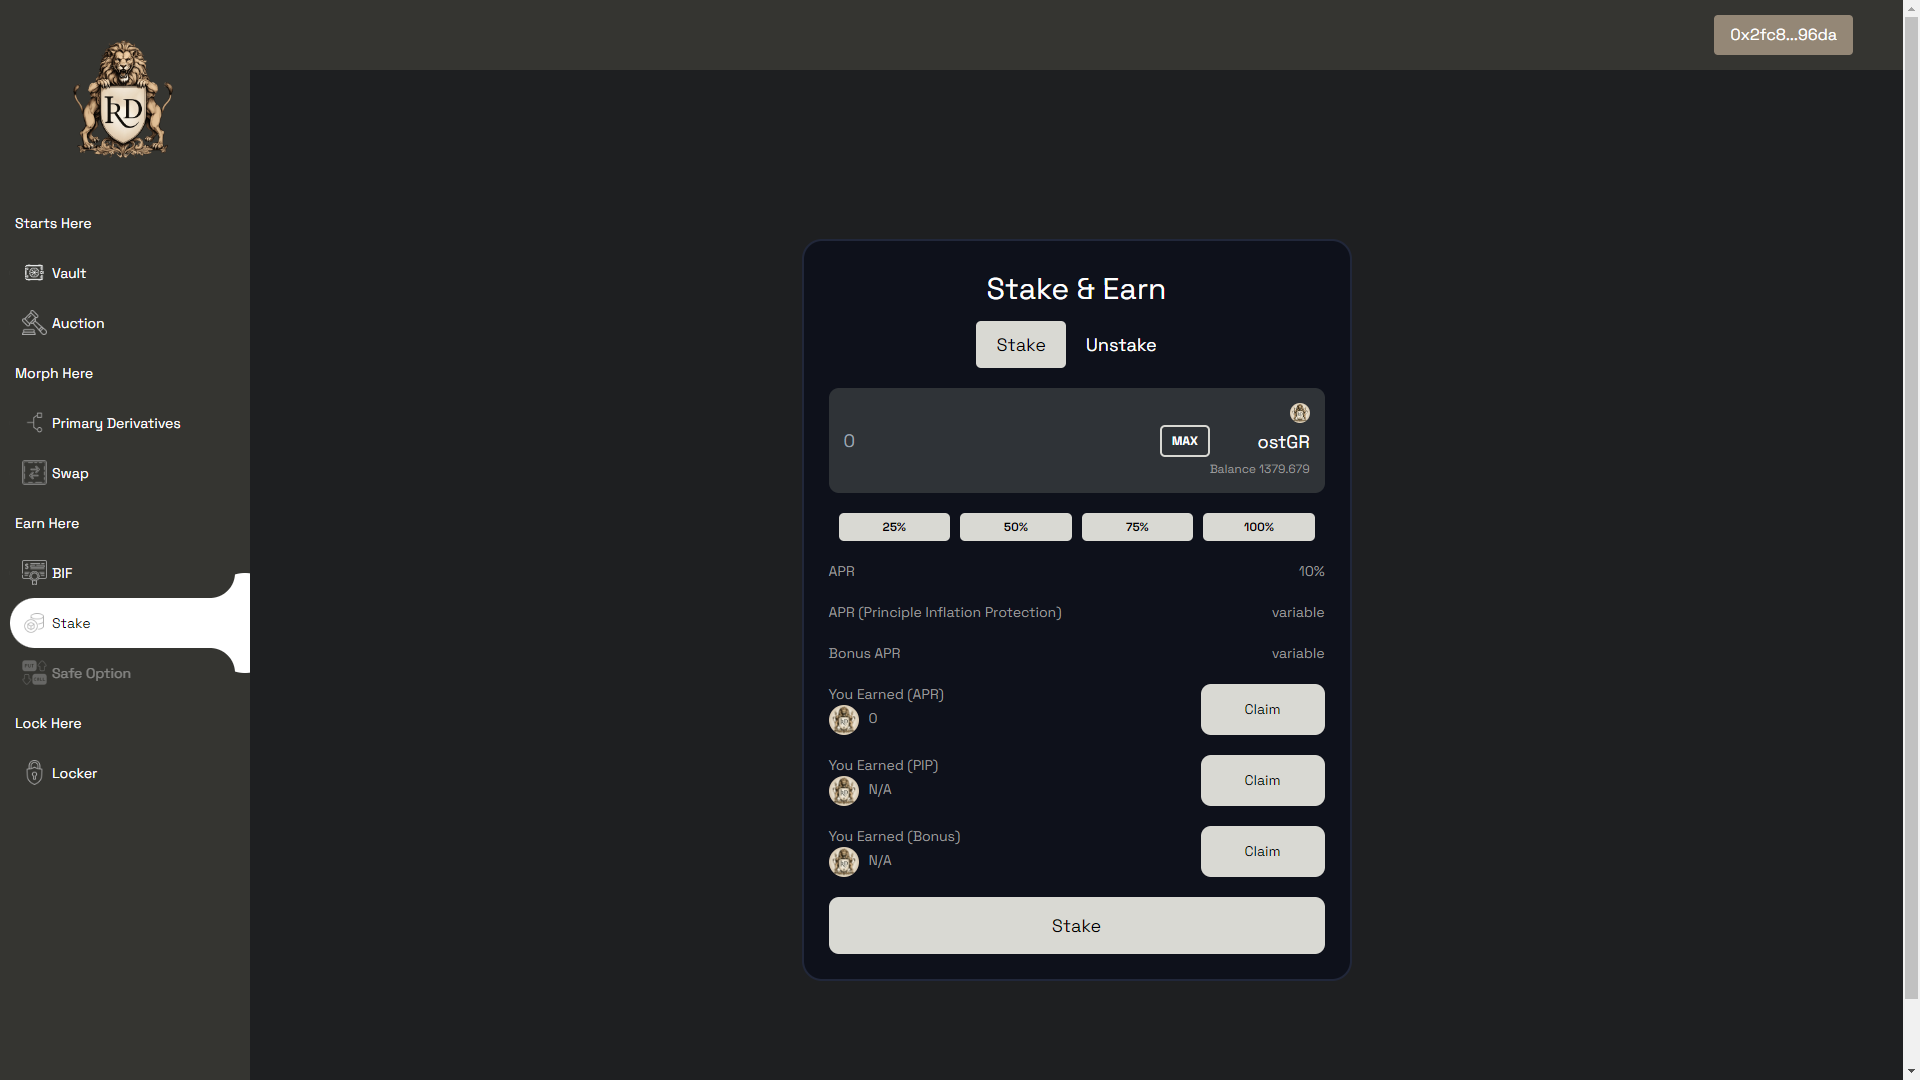 0x2fc8...96da
RD
Starts Here
Vault
Auction
Morph Here
Primary Derivatives
Swap
Earn Here
BIF
Stake
Safe Option
Lock Here
Locker
Stake & Earn
Stake Unstake
0 MAX ostGR
Balance 1379.679
25% 50% 75% 100%
APR 10%
APR (Principle Inflation Protection) variable
Bonus APR variable
You Earned (APR)
0 Claim
You Earned (PIP)
N/A Claim
You Earned (Bonus)
N/A Claim
Stake